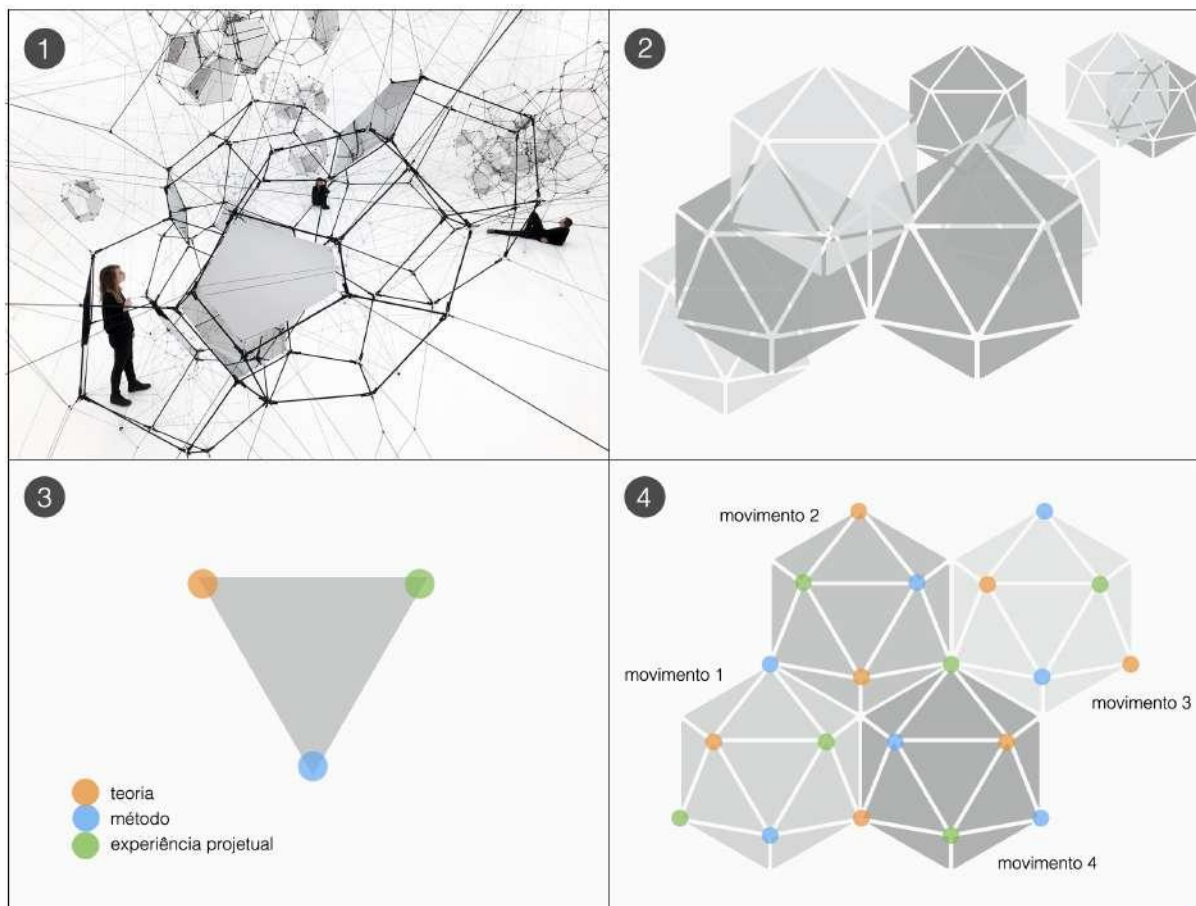 1
2
3
teoria
método
experiência projetual
4
movimento 2
movimento 1
movimento 3
movimento 4